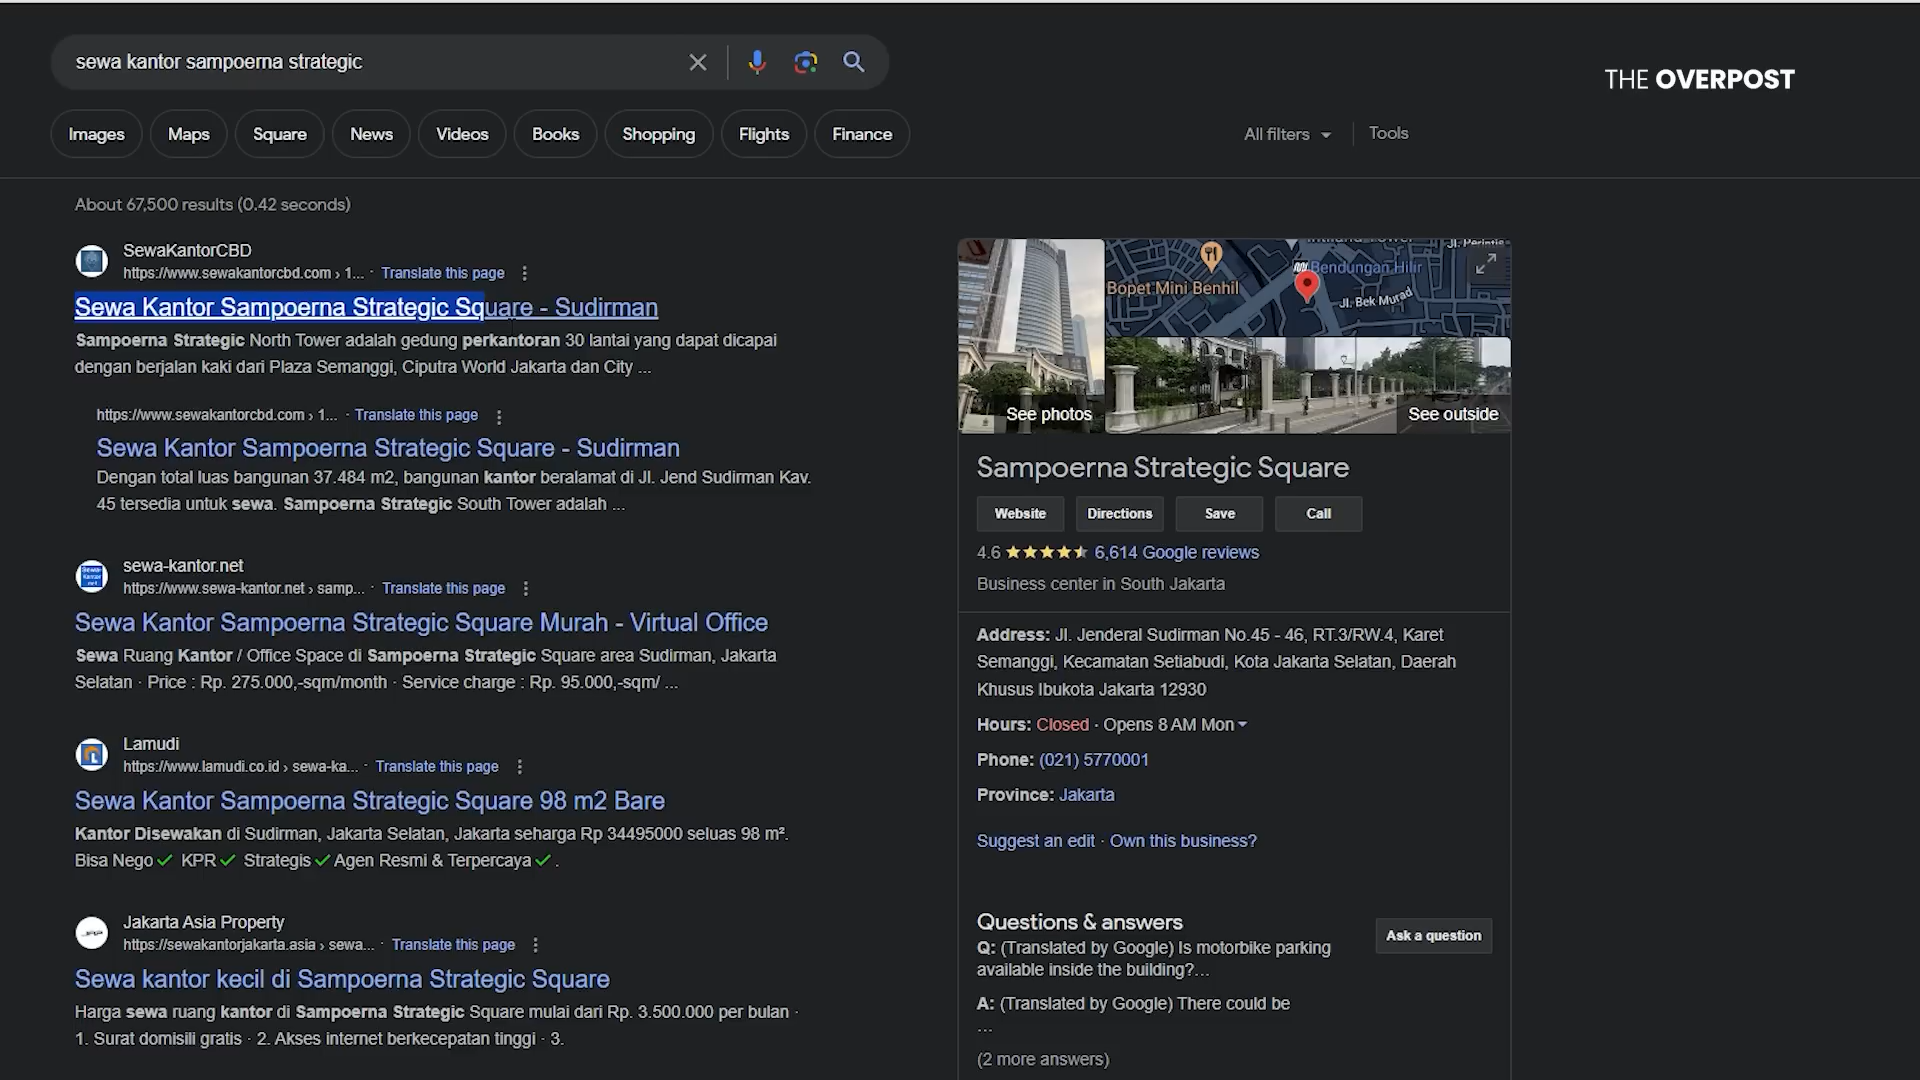 sewa kantor sampoerna strategic
THE OVERPOST
Images
Maps
Square
News
Videos
Books
Shopping
Flights
Finance
All filters
Tools
About 67,500 results (0.42 seconds)
SewaKantorCBD
https://www.sewakantorcbd.com › 1... · Translate this page
Sewa Kantor Sampoerna Strategic Square - Sudirman
Sampoerna Strategic North Tower adalah gedung perkantoran 30 lantai yang dapat dicapai
dengan berjalan kaki dari Plaza Semanggi, Ciputra World Jakarta dan City ...
https://www.sewakantorcbd.com › 1... · Translate this page
Sewa Kantor Sampoerna Strategic Square - Sudirman
Dengan total luas bangunan 37.484 m2, bangunan kantor beralamat di Jl. Jend Sudirman Kav.
45 tersedia untuk sewa. Sampoerna Strategic South Tower adalah ...
sewa-kantor.net
https://www.sewa-kantor.net › samp... · Translate this page
Sewa Kantor Sampoerna Strategic Square Murah - Virtual Office
Sewa Ruang Kantor / Office Space di Sampoerna Strategic Square area Sudirman, Jakarta
Selatan · Price : Rp. 275.000,-sqm/month · Service charge : Rp. 95.000,-sqm/ ...
Lamudi
https://www.lamudi.co.id › sewa-ka... · Translate this page
Sewa Kantor Sampoerna Strategic Square 98 m2 Bare
Kantor Disewakan di Sudirman, Jakarta Selatan, Jakarta seharga Rp 34495000 seluas 98 m².
Bisa Nego✓ KPR✓ Strategis✓Agen Resmi & Terpercaya✓.
Jakarta Asia Property
https://sewakantorjakarta.asia › sewa... · Translate this page
Sewa kantor kecil di Sampoerna Strategic Square
Harga sewa ruang kantor di Sampoerna Strategic Square mulai dari Rp. 3.500.000 per bulan ·
1. Surat domisili gratis · 2. Akses internet berkecepatan tinggi · 3.
Jl. Perintis
Bendungan Hilir
Bopet Mini Benhil
Jl. Bek Murad
See photos
See outside
Sampoerna Strategic Square
Website
Directions
Save
Call
4.6 ★★★★★ 6,614 Google reviews
Business center in South Jakarta
Address: Jl. Jenderal Sudirman No.45 - 46, RT.3/RW.4, Karet
Semanggi, Kecamatan Setiabudi, Kota Jakarta Selatan, Daerah
Khusus Ibukota Jakarta 12930
Hours: Closed · Opens 8 AM Mon
Phone: (021) 5770001
Province: Jakarta
Suggest an edit · Own this business?
Questions & answers
Ask a question
Q: (Translated by Google) Is motorbike parking
available inside the building?...
A: (Translated by Google) There could be
...
(2 more answers)